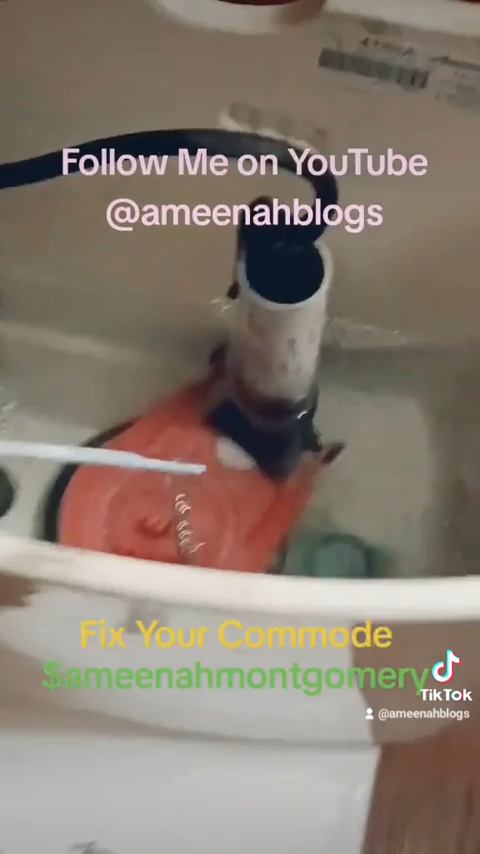 Follow Me on YouTube
@ameenahblogs
Fix Your Commode
$ameenahmontgomery
TikTok
@ameenahblogs